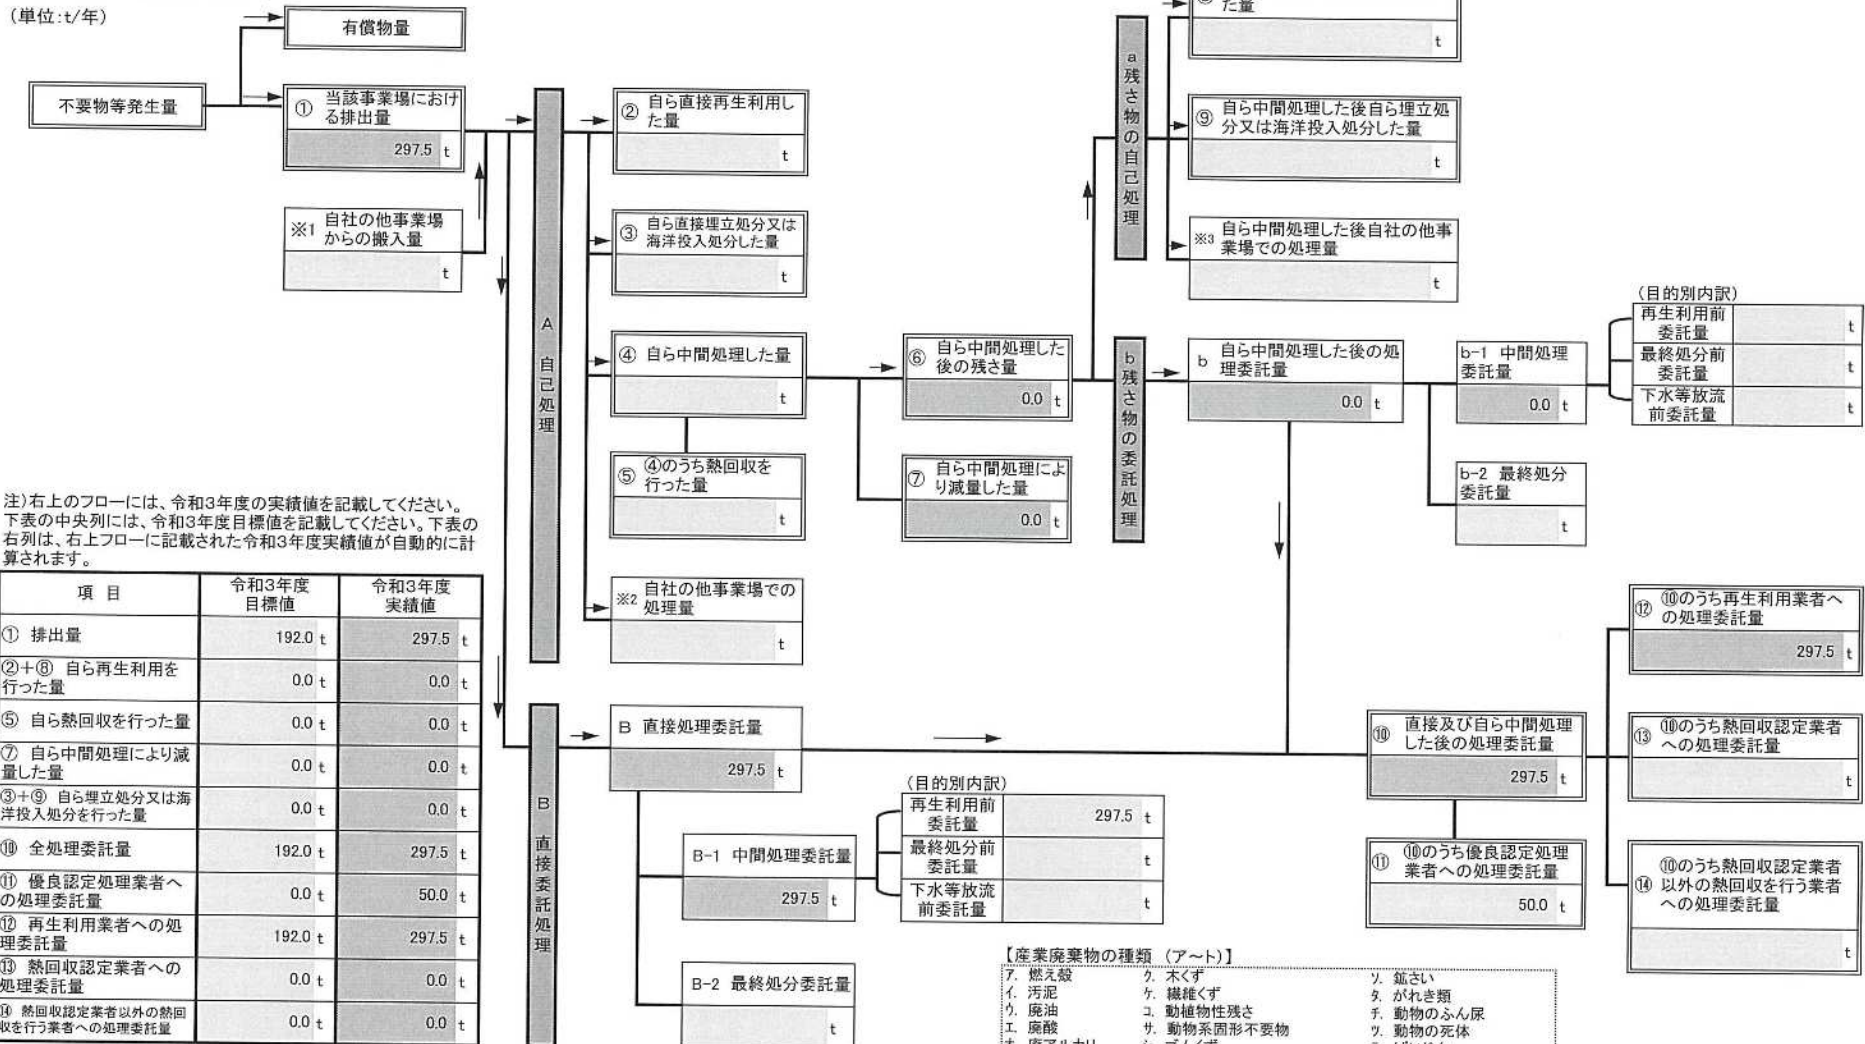 (単位:t/年)
有償物量
不要物等発生量
① 当該事業場におけ
る排出量
297.5 t
※1 自社の他事業場
からの搬入量
t
A 自己処理
② 自ら直接再生利用し
た量
t
③ 自ら直接埋立処分又は
海洋投入処分した量
t
④ 自ら中間処理した量
t
⑤ ④のうち熱回収を
行った量
t
※2 自社の他事業場での
処理量
t
⑥ 自ら中間処理した
後の残さ量
0.0 t
⑦ 自ら中間処理によ
り減量した量
0.0 t
a 残さ物の自己処理
た量
t
⑨ 自ら中間処理した後自ら埋立処
分又は海洋投入処分した量
t
※3 自ら中間処理した後自社の他事
業場での処理量
t
b 残さ物の委託処理
b 自ら中間処理した後の処
理委託量
0.0 t
b-1 中間処理
委託量
0.0 t
b-2 最終処分
委託量
t
(目的別内訳)
再生利用前
委託量 t
最終処分前
委託量 t
下水等放流
前委託量 t
注)右上のフローには、令和3年度の実績値を記載してください。
下表の中央列には、令和3年度目標値を記載してください。下表の
右列は、右上フローに記載された令和3年度実績値が自動的に計
算されます。
項 目 令和3年度 令和3年度
目標値 実績値
① 排出量 192.0 t 297.5 t
②+⑧ 自ら再生利用を
行った量 0.0 t 0.0 t
⑤ 自ら熱回収を行った量 0.0 t 0.0 t
⑦ 自ら中間処理により減
量した量 0.0 t 0.0 t
③+⑨ 自ら埋立処分又は海
洋投入処分を行った量 0.0 t 0.0 t
⑩ 全処理委託量 192.0 t 297.5 t
⑪ 優良認定処理業者へ
の処理委託量 0.0 t 50.0 t
⑫ 再生利用業者への処
理委託量 192.0 t 297.5 t
⑬ 熱回収認定業者への
処理委託量 0.0 t 0.0 t
⑭ 熱回収認定業者以外の熱回
収を行う業者への処理委託量 0.0 t 0.0 t
B 直接委託処理
B 直接処理委託量
297.5 t
B-1 中間処理委託量
297.5 t
B-2 最終処分委託量
t
(目的別内訳)
再生利用前
委託量 297.5 t
最終処分前
委託量 t
下水等放流
前委託量 t
⑩ 直接及び自ら中間処理
した後の処理委託量
297.5 t
⑪ ⑩のうち優良認定処理
業者への処理委託量
50.0 t
⑫ ⑩のうち再生利用業者へ
の処理委託量
297.5 t
⑬ ⑩のうち熱回収認定業者
への処理委託量
t
⑭ ⑩のうち熱回収認定業者
以外の熱回収を行う業者
への処理委託量
t
【産業廃棄物の種類 (ア~ト)】
ア. 燃え殻 ク. 木くず ソ. 鉱さい
イ. 汚泥 ケ. 繊維くず タ. がれき類
ウ. 廃油 コ. 動植物性残さ チ. 動物のふん尿
エ. 廃酸 サ. 動物系固形不要物 ツ. 動物の死体